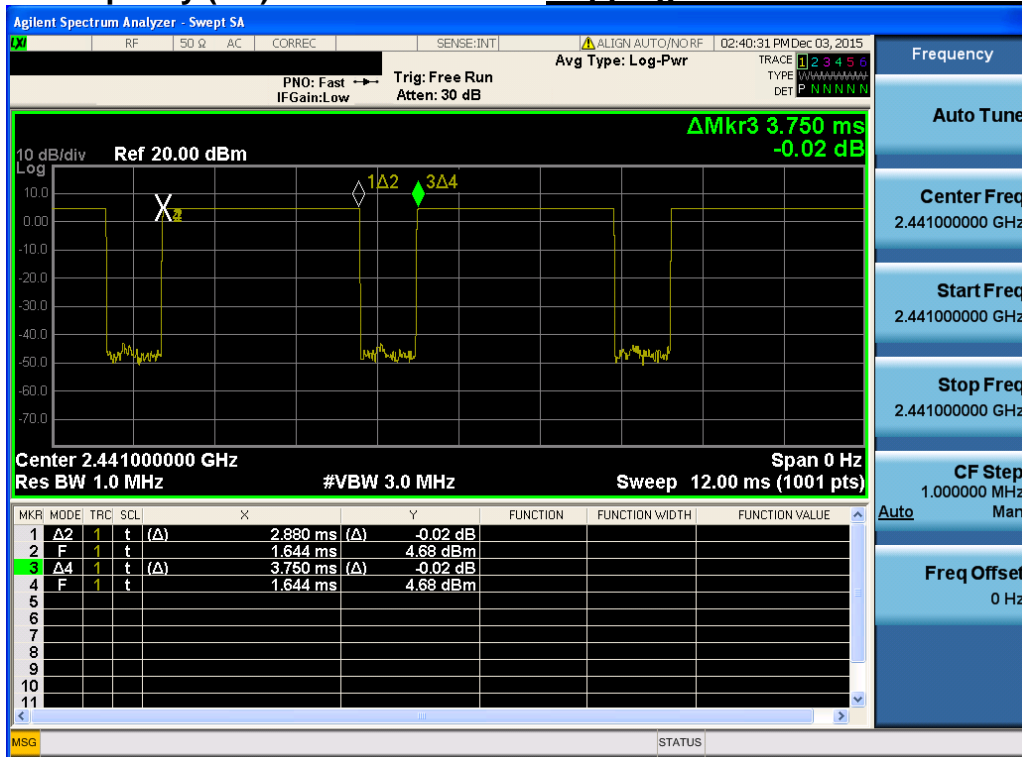 Agilent Spectrum Analyzer - Swept SA
LXI RF 50 Ω AC CORREC SENSE:INT ALIGN AUTO/NO RF 02:40:31 PM Dec 03, 2015
Avg Type: Log-Pwr
TRACE 1 2 3 4 5 6
PNO: Fast
Trig: Free Run
TYPE
IFGain:Low
Atten: 30 dB
DET P N N N N N
ΔMkr3 3.750 ms
-0.02 dB
10 dB/div Ref 20.00 dBm
Log
10.0
0.00
-10.0
-20.0
-30.0
-40.0
-50.0
-60.0
-70.0
1Δ2
3Δ4
X
Center 2.441000000 GHz
Span 0 Hz
Res BW 1.0 MHz
#VBW 3.0 MHz
Sweep 12.00 ms (1001 pts)
MKR MODE TRC SCL X Y FUNCTION FUNCTION WIDTH FUNCTION VALUE
1 Δ2 1 t (Δ) 2.880 ms (Δ) -0.02 dB
2 F 1 t 1.644 ms 4.68 dBm
3 Δ4 1 t (Δ) 3.750 ms (Δ) -0.02 dB
4 F 1 t 1.644 ms 4.68 dBm
5
6
7
8
9
10
11
MSG
STATUS
Frequency
Auto Tune
Center Freq
2.441000000 GHz
Start Freq
2.441000000 GHz
Stop Freq
2.441000000 GHz
CF Step
1.000000 MHz
Auto Man
Freq Offset
0 Hz